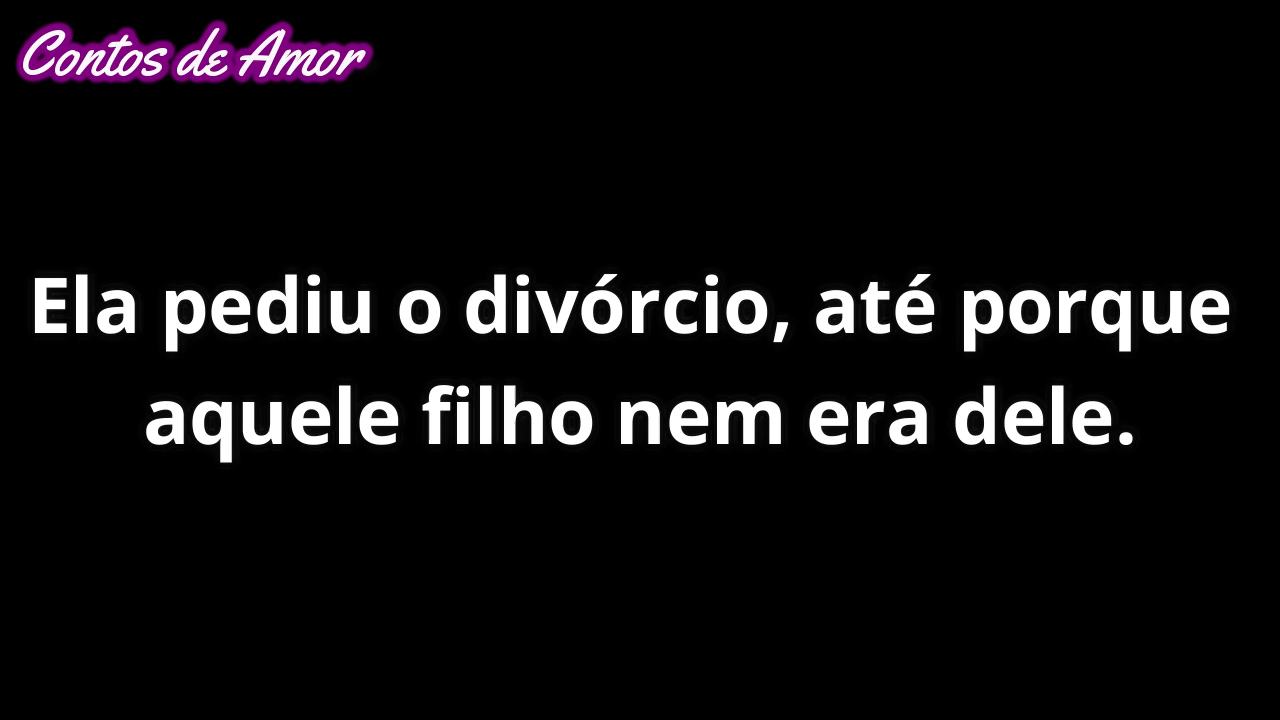 Contos de Amor
Ela pediu o divórcio, até porque
aquele filho nem era dele.